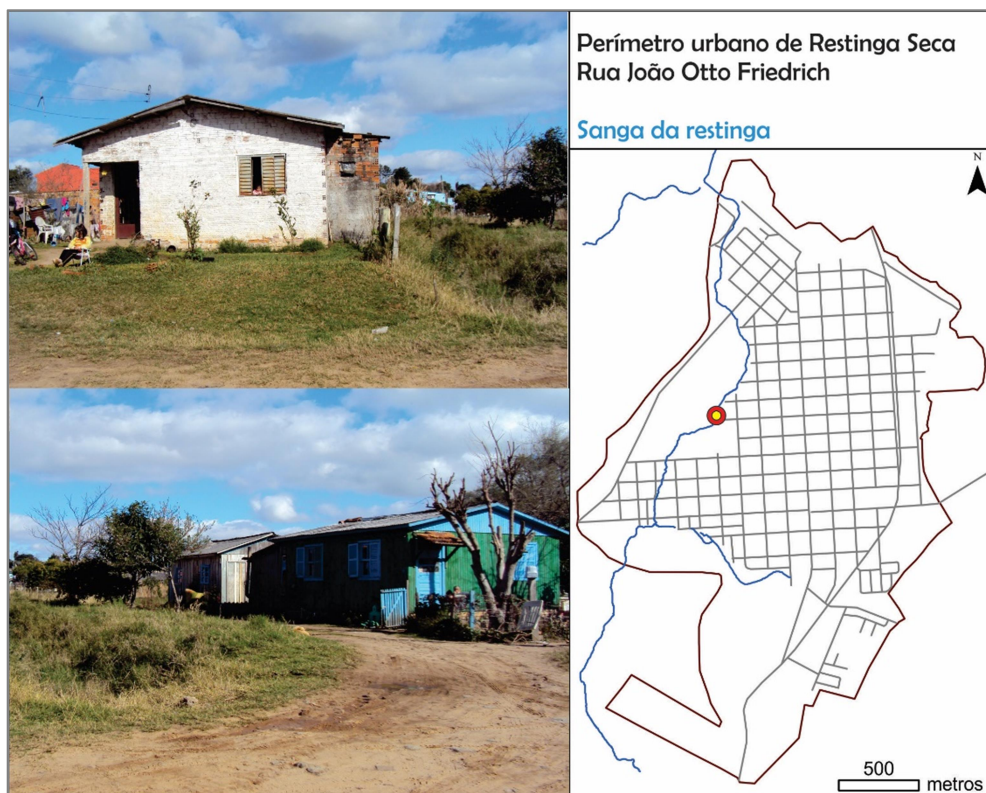 Perímetro urbano de Restinga Seca
Rua João Otto Friedrich
Sanga da restinga
N
500
metros